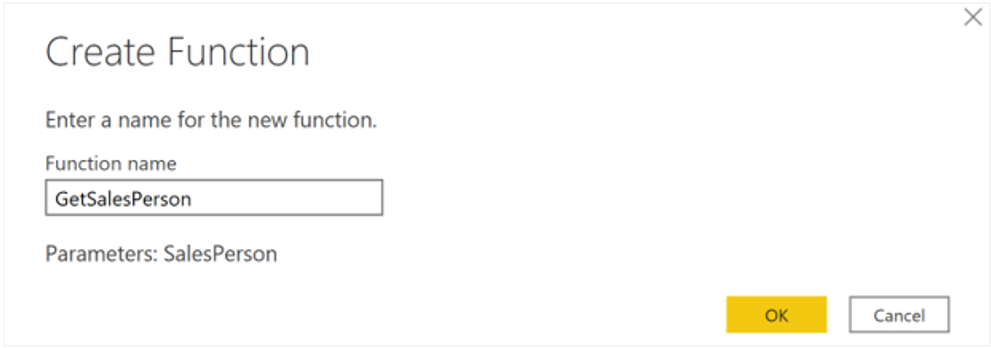 Create Function
Enter a name for the new function.
Function name
GetSalesPerson
Parameters: SalesPerson
OK
Cancel